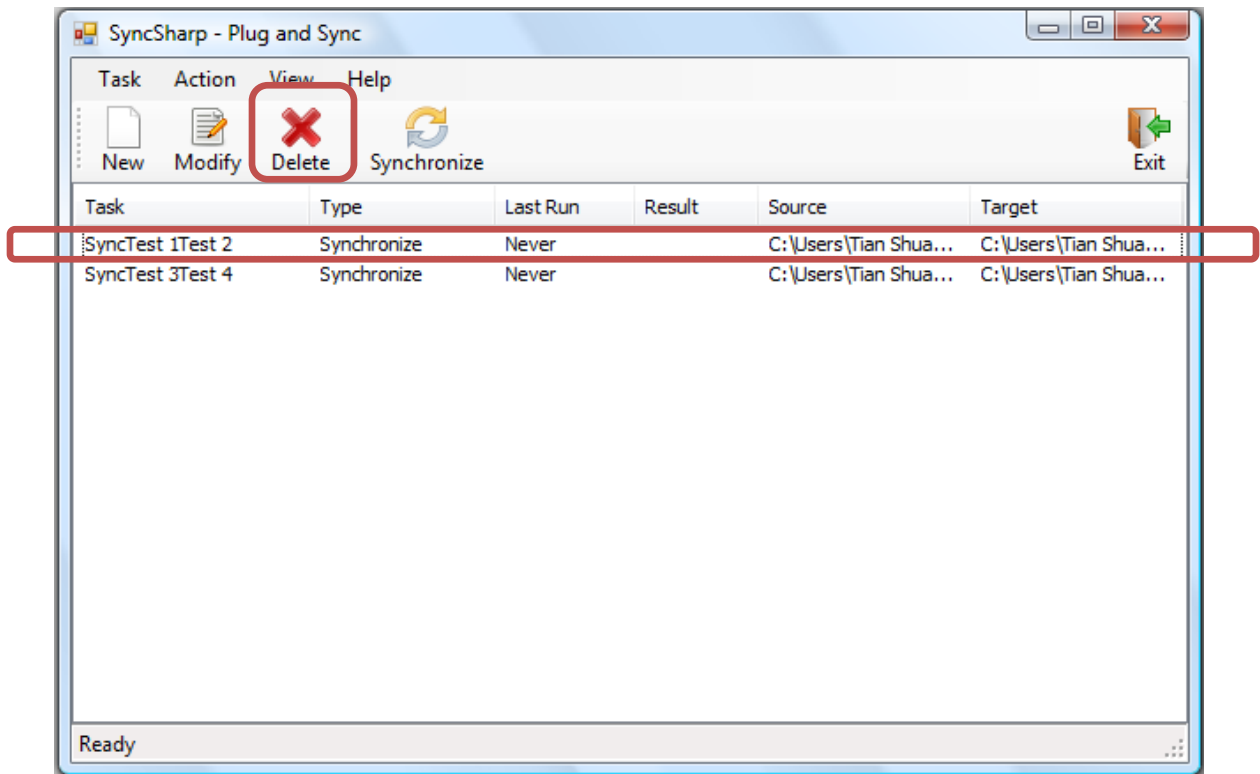 SyncSharp - Plug and Sync
Task Action View Help
New Modify Delete Synchronize Exit
Task Type Last Run Result Source Target
SyncTest 1Test 2 Synchronize Never C:\Users\Tian Shua... C:\Users\Tian Shua...
SyncTest 3Test 4 Synchronize Never C:\Users\Tian Shua... C:\Users\Tian Shua...
Ready